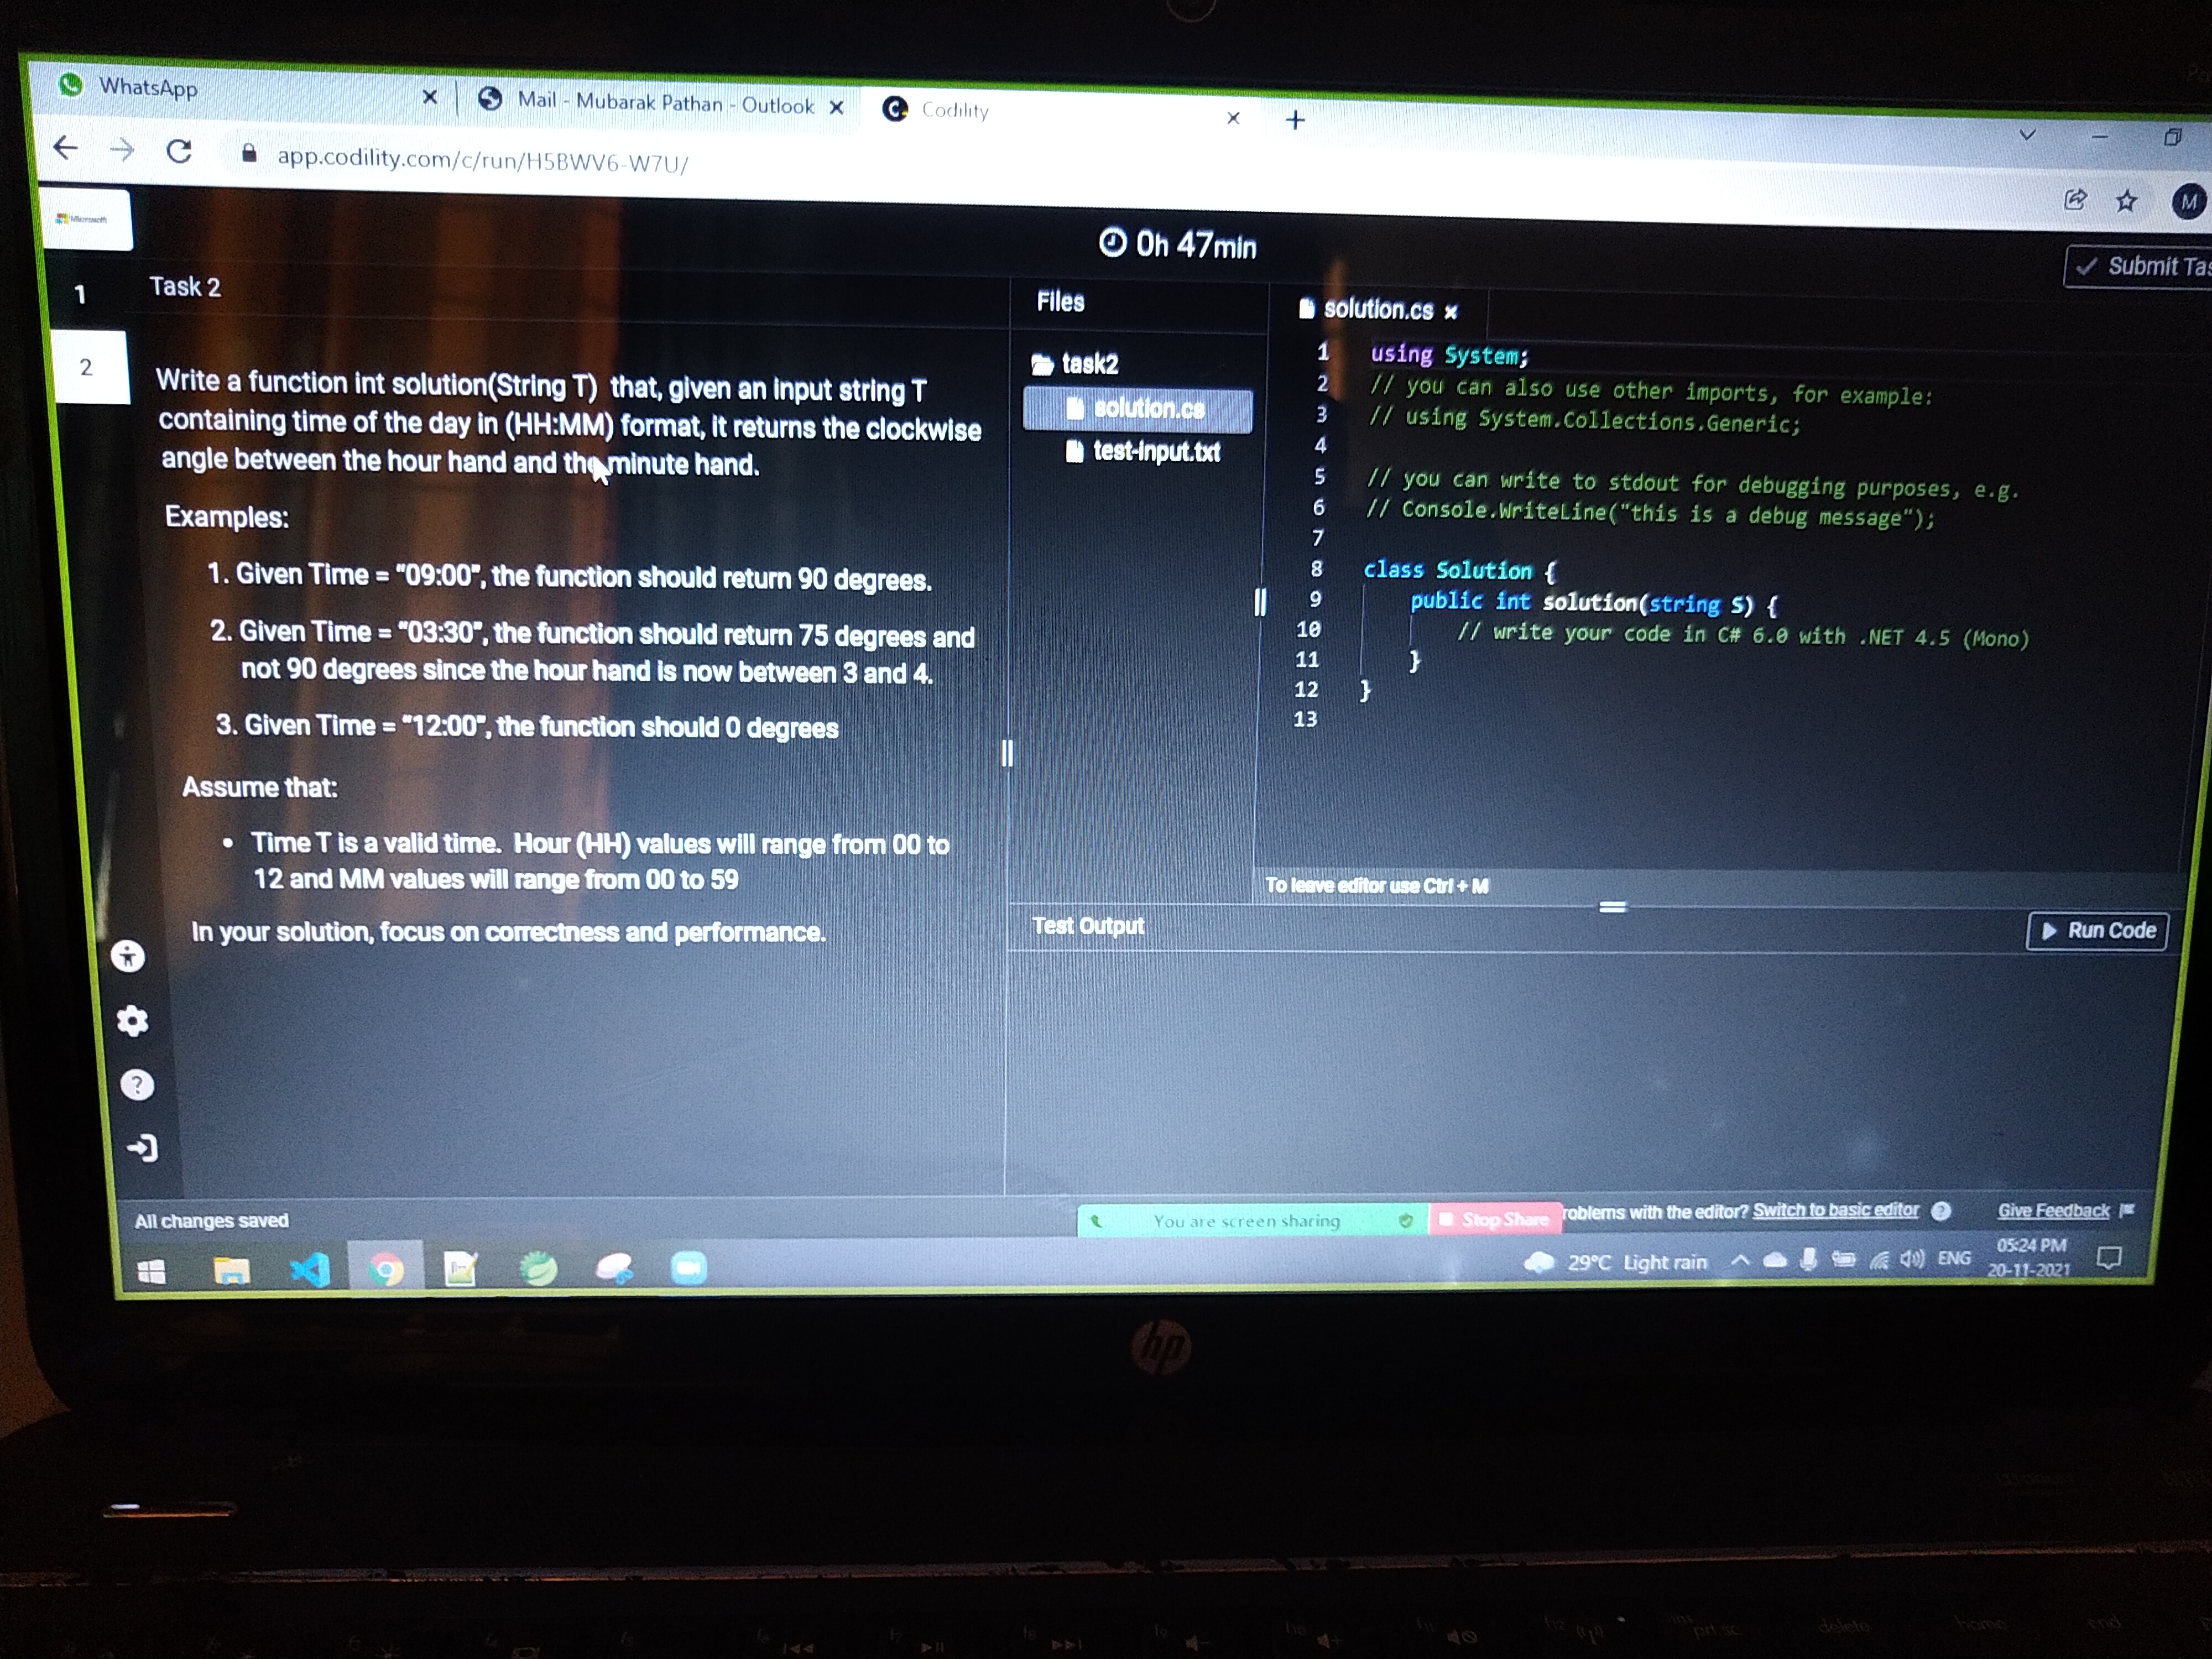 WhatsApp
Mail - Mubarak Pathan - Outlook
Codility
app.codility.com/c/run/H5BWV6-W7U/
M
Microsoft
0h 47min
Submit Tas
1
2
Task 2
Write a function int solution(String T) that, given an input string T
containing time of the day in (HH:MM) format, it returns the clockwise
angle between the hour hand and the minute hand.
Examples:
1. Given Time = "09:00", the function should return 90 degrees.
2. Given Time = "03:30", the function should return 75 degrees and
not 90 degrees since the hour hand is now between 3 and 4.
3. Given Time = "12:00", the function should 0 degrees
Assume that:
• Time T is a valid time. Hour (HH) values will range from 00 to
12 and MM values will range from 00 to 59
In your solution, focus on correctness and performance.
Files
task2
solution.cs
test-input.txt
solution.cs
1 using System;
2 // you can also use other imports, for example:
3 // using System.Collections.Generic;
4
5 // you can write to stdout for debugging purposes, e.g.
6 // Console.WriteLine("this is a debug message");
7
8 class Solution {
9 public int solution(string S) {
10 // write your code in C# 6.0 with .NET 4.5 (Mono)
11 }
12 }
13
To leave editor use Ctrl + M
Test Output
Run Code
All changes saved
You are screen sharing
Stop Share
roblems with the editor? Switch to basic editor
Give Feedback
29°C Light rain
ENG
05:24 PM
20-11-2021
hp
delete
home
end